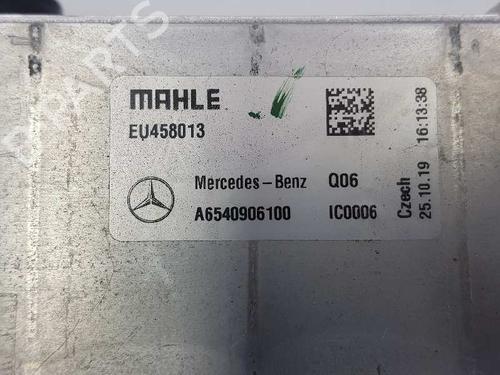 MAHLE
EU458013
Mercedes-Benz Q06
A6540906100 IC0006
Czech
25.10.19 16:13:38